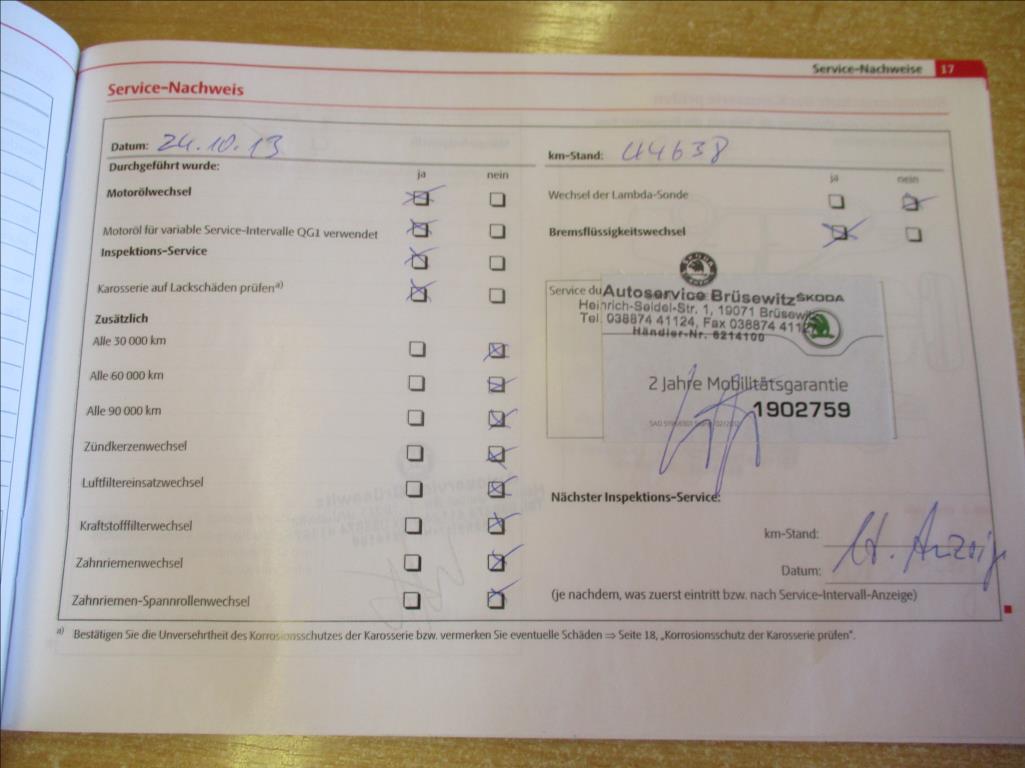 Service-Nachweise 17
Service-Nachweis
Datum: 24.10.13
km-Stand: 44638
Durchgeführt wurde:
ja nein
ja nein
Motorölwechsel
Wechsel der Lambda-Sonde
Motoröl für variable Service-Intervalle QG1 verwendet
Bremsflüssigkeitswechsel
Inspektions-Service
Karosserie auf Lackschäden prüfen a)
Zusätzlich
Alle 30 000 km
Alle 60 000 km
Alle 90 000 km
Zündkerzenwechsel
Luftfiltereinsatzwechsel
Kraftstofffilterwechsel
Zahnriemenwechsel
Zahnriemen-Spannrollenwechsel
ŠKODA
Service du
Autoservice Brüsewitz ŠKODA
Heinrich-Seidel-Str. 1, 19071 Brüsewitz
Tel. 038874 41124, Fax 038874
Händler-Nr. 6214100
2 Jahre Mobilitätsgarantie
1902759
Nächster Inspektions-Service:
km-Stand:
lt. Anzeige
Datum:
(je nachdem, was zuerst eintritt bzw. nach Service-Intervall-Anzeige)
a) Bestätigen Sie die Unversehrtheit des Korrosionsschutzes der Karosserie bzw. vermerken Sie eventuelle Schäden ⇒ Seite 18, „Korrosionsschutz der Karosserie prüfen“.